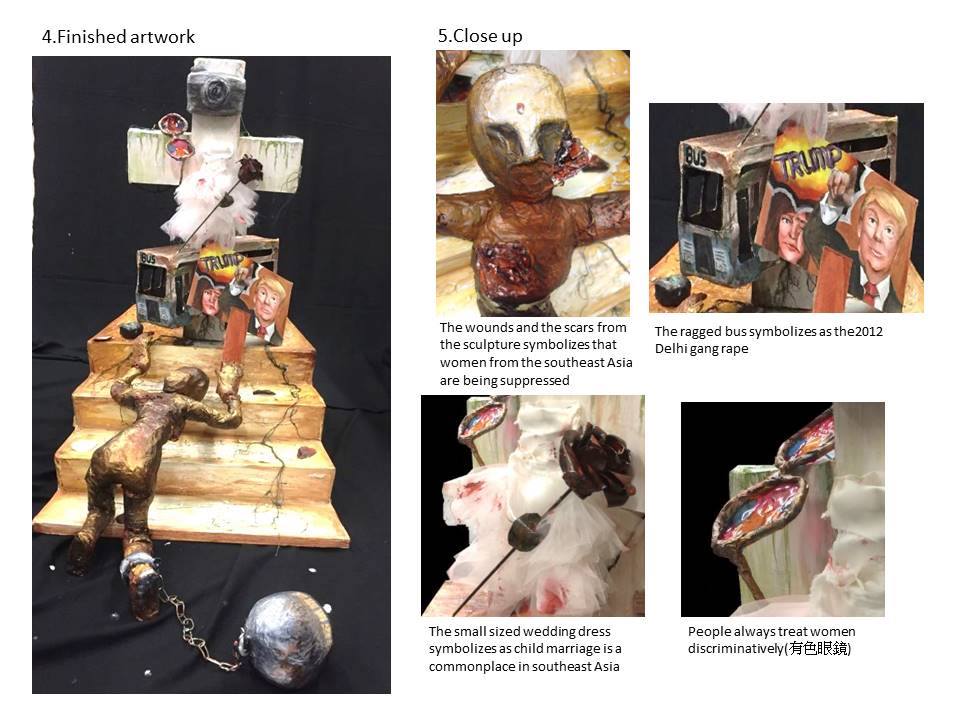 4.Finished artwork
5.Close up
BUS
TRUMP
BUS
TRUMP
The wounds and the scars from
the sculpture symbolizes that
women from the southeast Asia
are being suppressed
The ragged bus symbolizes as the2012
Delhi gang rape
The small sized wedding dress
symbolizes as child marriage is a
commonplace in southeast Asia
People always treat women
discriminatively(有色眼鏡)